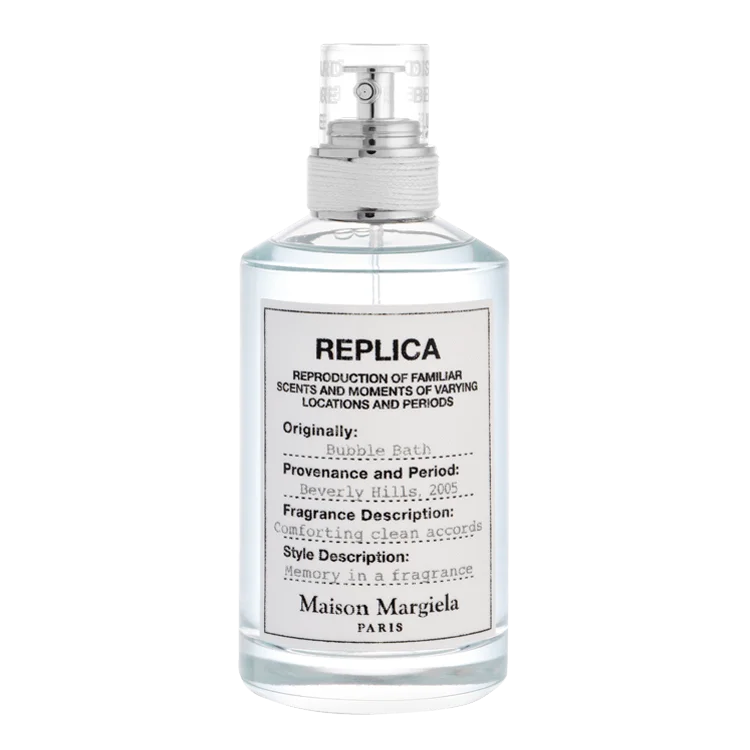 REPLICA
REPRODUCTION OF FAMILIAR
SCENTS AND MOMENTS OF VARYING
LOCATIONS AND PERIODS
Originally:
Bubble Bath
Provenance and Period:
Beverly Hills, 2005
Fragrance Description:
Comforting clean accords
Style Description:
Memory in a fragrance
Maison Margiela
PARIS